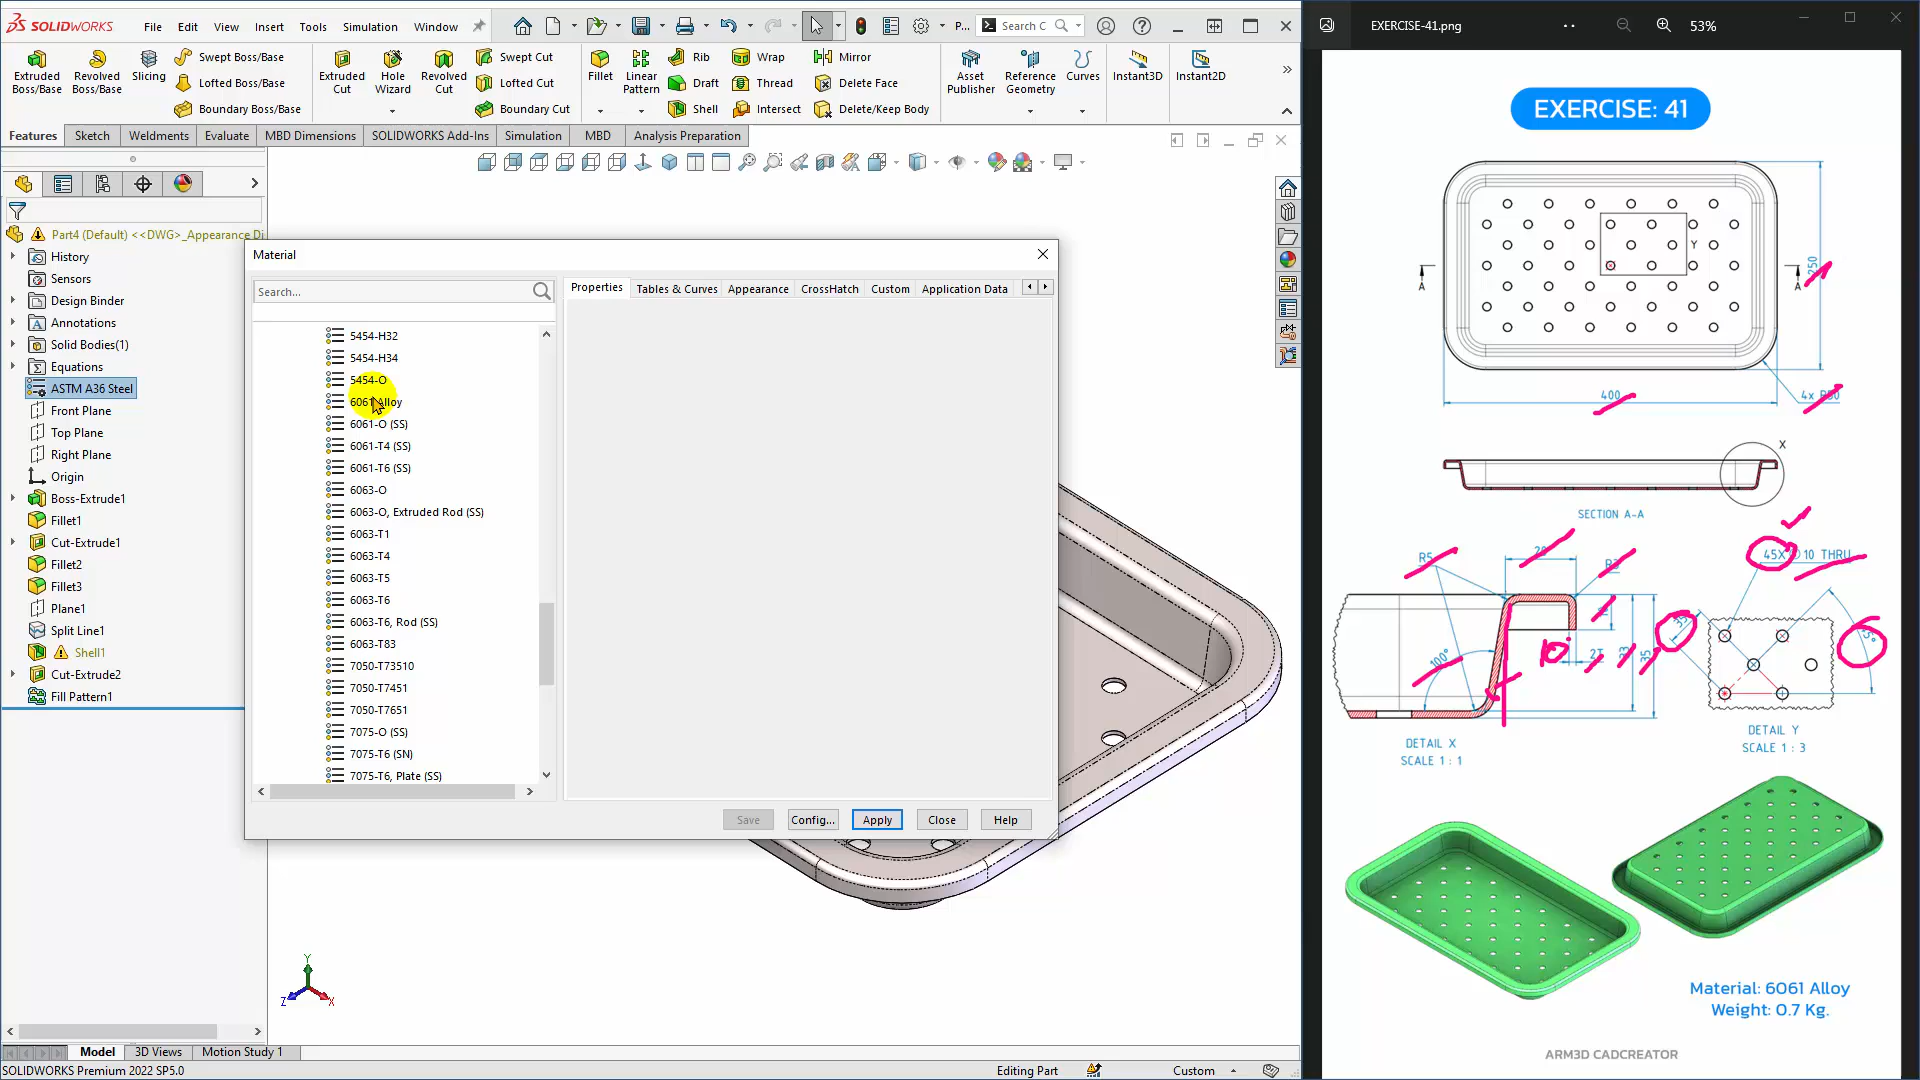 SOLIDWORKS
File
Edit
View
Insert
Tools
Simulation
Window
P...
Search C
Extruded Boss/Base
Revolved Boss/Base
Slicing
Swept Boss/Base
Lofted Boss/Base
Boundary Boss/Base
Extruded Cut
Hole Wizard
Revolved Cut
Swept Cut
Lofted Cut
Boundary Cut
Fillet
Linear Pattern
Rib
Draft
Shell
Wrap
Thread
Intersect
Mirror
Delete Face
Delete/Keep Body
Asset Publisher
Reference Geometry
Curves
Instant3D
Instant2D
Features
Sketch
Weldments
Evaluate
MBD Dimensions
SOLIDWORKS Add-Ins
Simulation
MBD
Analysis Preparation
Part4 (Default) <<DWG>_Appearance Di
History
Sensors
Design Binder
Annotations
Solid Bodies(1)
Equations
ASTM A36 Steel
Front Plane
Top Plane
Right Plane
Origin
Boss-Extrude1
Fillet1
Cut-Extrude1
Fillet2
Fillet3
Plane1
Split Line1
Shell1
Cut-Extrude2
Fill Pattern1
Material
Search...
5454-H32
5454-H34
5454-O
6061 Alloy
6061-O (SS)
6061-T4 (SS)
6061-T6 (SS)
6063-O
6063-O, Extruded Rod (SS)
6063-T1
6063-T4
6063-T5
6063-T6
6063-T6, Rod (SS)
6063-T83
7050-T73510
7050-T7451
7050-T7651
7075-O (SS)
7075-T6 (SN)
7075-T6, Plate (SS)
Properties
Tables & Curves
Appearance
CrossHatch
Custom
Application Data
Save
Config...
Apply
Close
Help
Y
Z
X
Model
3D Views
Motion Study 1
SOLIDWORKS Premium 2022 SP5.0
Editing Part
Custom
EXERCISE-41.png
53%
EXERCISE: 41
Y
A
A
250
400
4x R50
X
SECTION A-A
R5
45X
10 THRU
100°
10
35
DETAIL X
SCALE 1 : 1
DETAIL Y
SCALE 1 : 3
Material: 6061 Alloy
Weight: 0.7 Kg.
ARM3D CADCREATOR